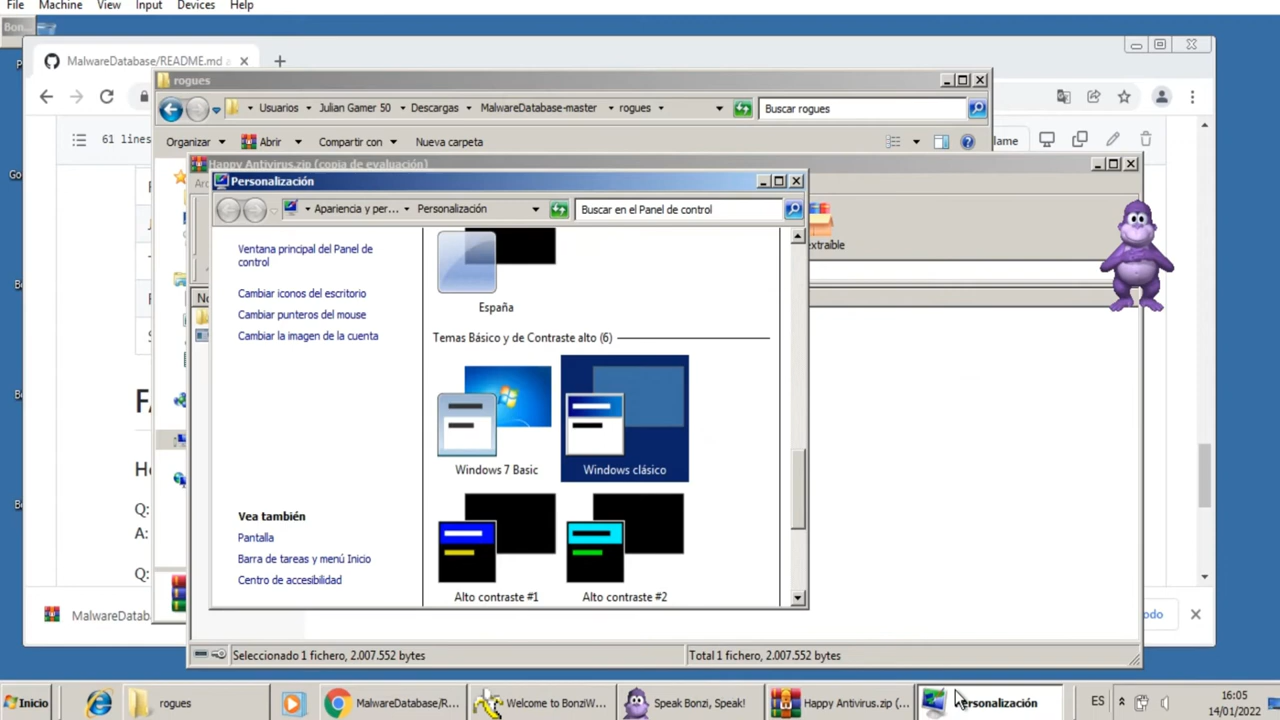 File Machine View Input Devices Help
Bon...
MalwareDatabase/README.md a
rogues
Usuarios Julian Gamer 50 Descargas MalwareDatabase-master rogues
Buscar rogues
61 lines
Organizar Abrir Compartir con Nueva carpeta
lame
Happy Antivirus.zip (copia de evaluación)
Personalización
Apariencia y per... Personalización
Buscar en el Panel de control
extraible
Ventana principal del Panel de
control
Cambiar iconos del escritorio
Cambiar punteros del mouse
Cambiar la imagen de la cuenta
España
Temas Básico y de Contraste alto (6)
Windows 7 Basic
Windows clásico
Vea también
Pantalla
Barra de tareas y menú Inicio
Centro de accesibilidad
Alto contraste #1
Alto contraste #2
Q:
A:
Q:
MalwareDatab
odo
Seleccionado 1 fichero, 2.007.552 bytes
Total 1 fichero, 2.007.552 bytes
Inicio
rogues
MalwareDatabase/R...
Welcome to BonziW...
Speak Bonzi, Speak!
Happy Antivirus.zip (...
Personalización
ES
16:05
14/01/2022